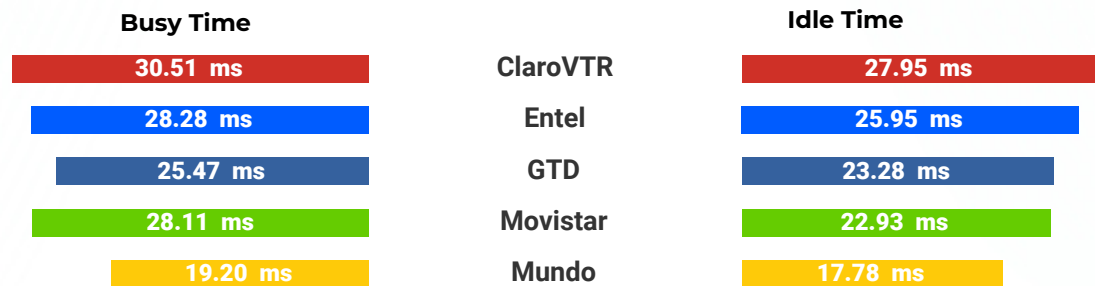 Busy Time
Idle Time
30.51 ms ClaroVTR 27.95 ms
28.28 ms Entel 25.95 ms
25.47 ms GTD 23.28 ms
28.11 ms Movistar 22.93 ms
19.20 ms Mundo 17.78 ms